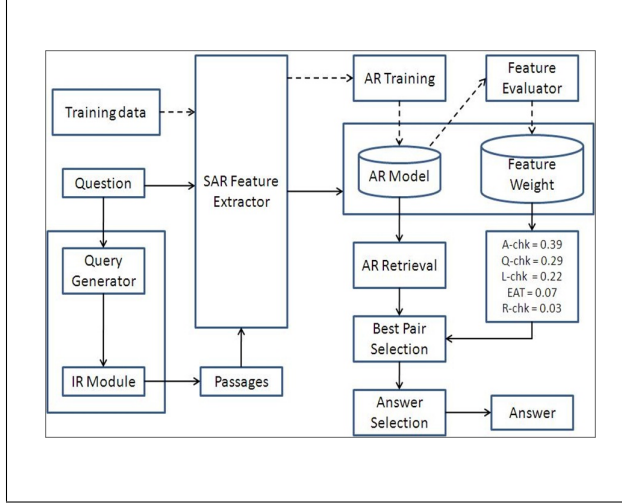 Training data
Question
Query
Generator
IR Module
SAR Feature
Extractor
Passages
AR Training
Feature
Evaluator
AR Model
Feature
Weight
AR Retrieval
A-chk = 0.39
Q-chk = 0.29
L-chk = 0.22
EAT = 0.07
R-chk = 0.03
Best Pair
Selection
Answer
Selection
Answer